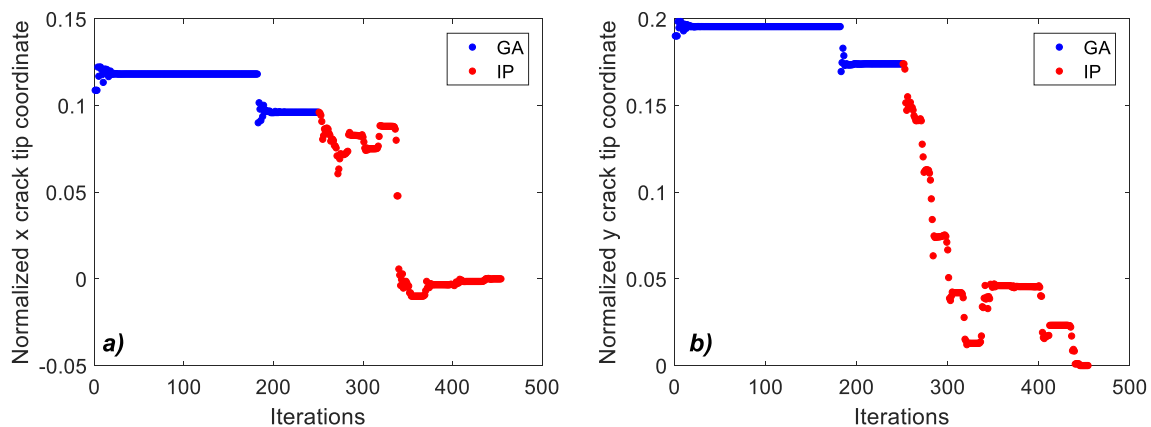 Normalized x crack tip coordinate
0.15
0.1
0.05
0
-0.05
GA
IP
a)
0 100 200 300 400 500
Iterations
Normalized y crack tip coordinate
0.2
0.15
0.1
0.05
0
GA
IP
b)
0 100 200 300 400 500
Iterations